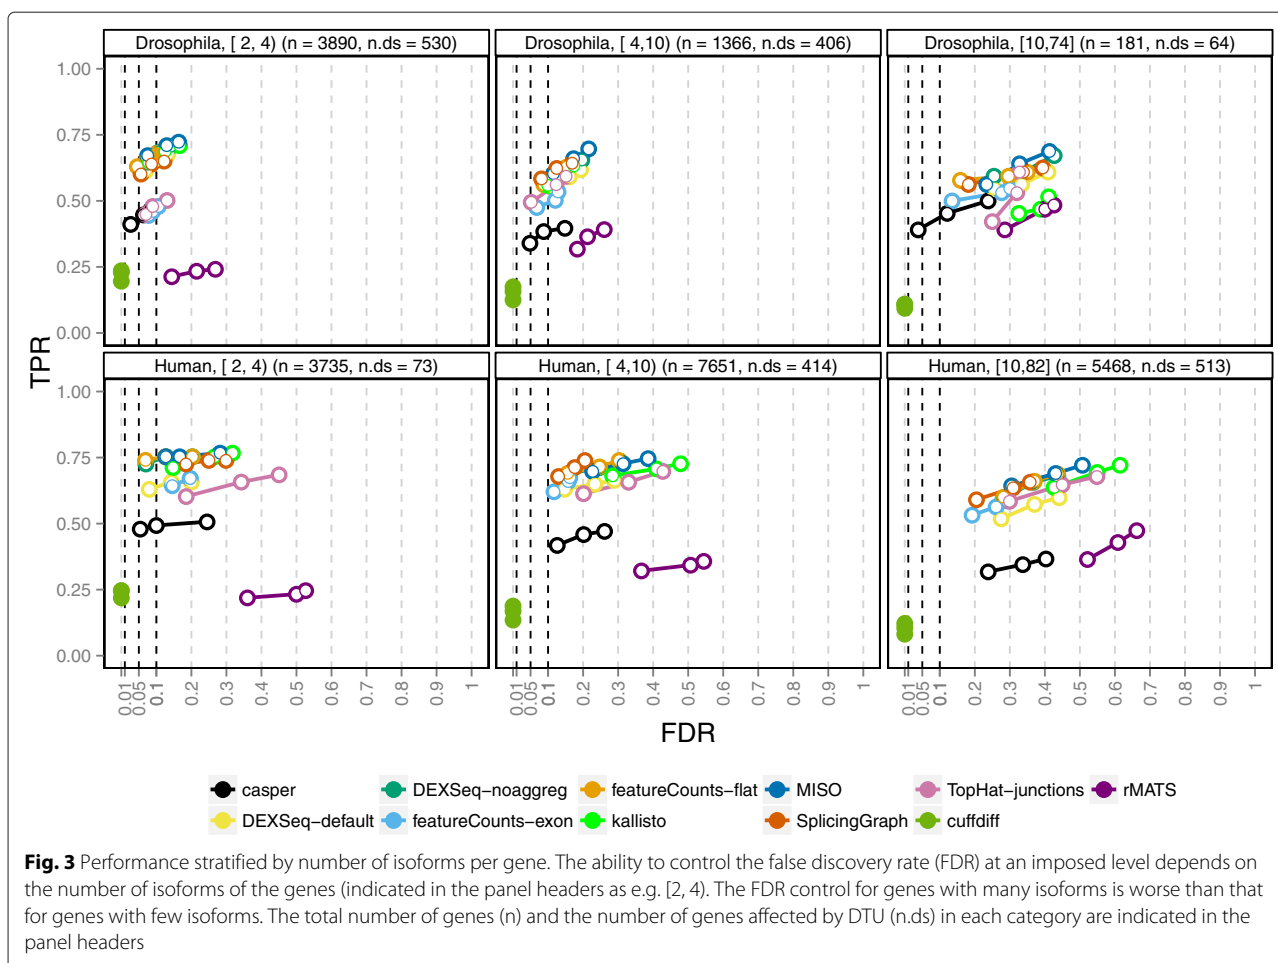 Drosophila, [ 2, 4) (n = 3890, n.ds = 530)
Drosophila, [ 4,10) (n = 1366, n.ds = 406)
Drosophila, [10,74] (n = 181, n.ds = 64)
1.00
0.75
0.50
0.25
0.00
TPR
Human, [ 2, 4) (n = 3735, n.ds = 73)
Human, [ 4,10) (n = 7651, n.ds = 414)
Human, [10,82] (n = 5468, n.ds = 513)
1.00
0.75
0.50
0.25
0.00
0.01 0.05 0.1 0.2 0.3 0.4 0.5 0.6 0.7 0.8 0.9 1
0.01 0.05 0.1 0.2 0.3 0.4 0.5 0.6 0.7 0.8 0.9 1
0.01 0.05 0.1 0.2 0.3 0.4 0.5 0.6 0.7 0.8 0.9 1
FDR
casper DEXSeq−noaggreg featureCounts−flat MISO TopHat−junctions rMATS
DEXSeq−default featureCounts−exon kallisto SplicingGraph cuffdiff
Fig. 3 Performance stratified by number of isoforms per gene. The ability to control the false discovery rate (FDR) at an imposed level depends on
the number of isoforms of the genes (indicated in the panel headers as e.g. [2, 4). The FDR control for genes with many isoforms is worse than that
for genes with few isoforms. The total number of genes (n) and the number of genes affected by DTU (n.ds) in each category are indicated in the
panel headers